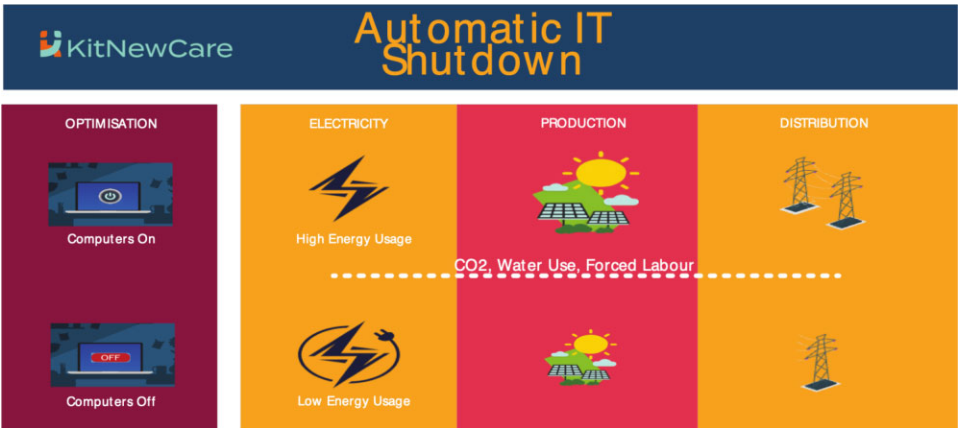 KitNewCare
Automatic IT
Shutdown
OPTIMISATION
ELECTRICITY
PRODUCTION
DISTRIBUTION
Computers On
High Energy Usage
CO2, Water Use, Forced Labour
OFF
Computers Off
Low Energy Usage